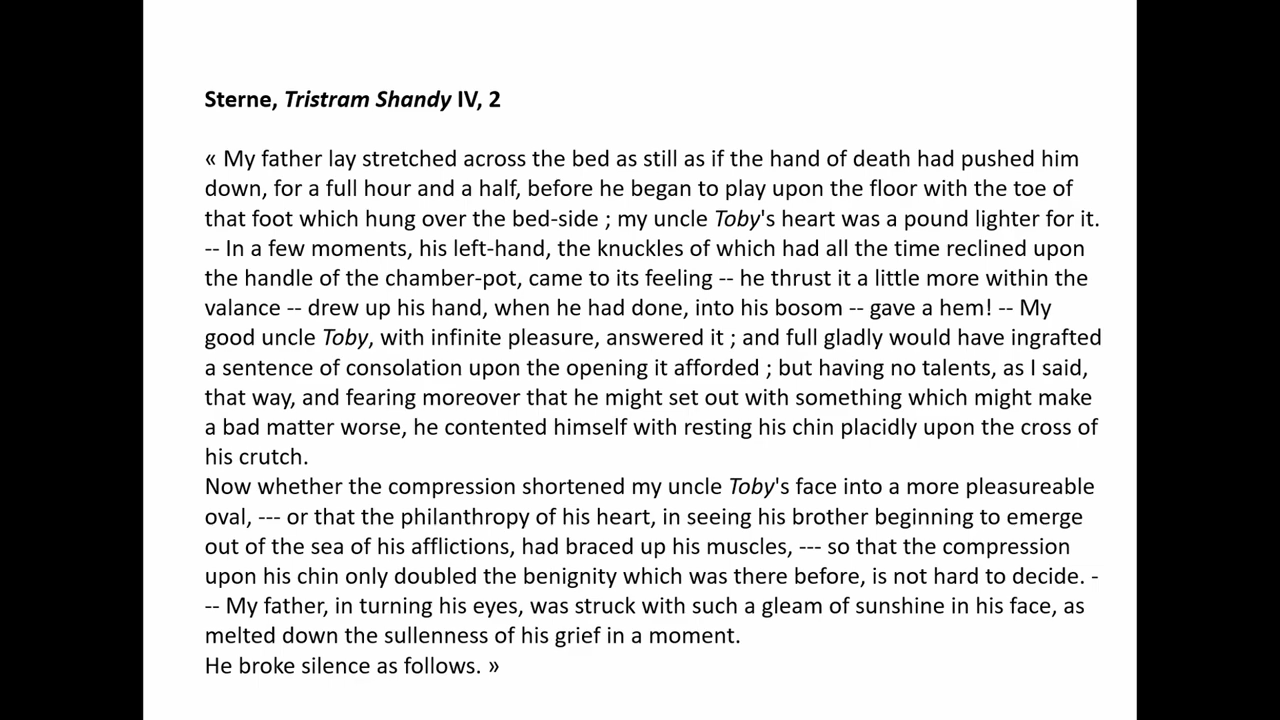 Sterne, Tristram Shandy IV, 2
« My father lay stretched across the bed as still as if the hand of death had pushed him
down, for a full hour and a half, before he began to play upon the floor with the toe of
that foot which hung over the bed-side ; my uncle Toby's heart was a pound lighter for it.
-- In a few moments, his left-hand, the knuckles of which had all the time reclined upon
the handle of the chamber-pot, came to its feeling -- he thrust it a little more within the
valance -- drew up his hand, when he had done, into his bosom -- gave a hem! -- My
good uncle Toby, with infinite pleasure, answered it ; and full gladly would have ingrafted
a sentence of consolation upon the opening it afforded ; but having no talents, as I said,
that way, and fearing moreover that he might set out with something which might make
a bad matter worse, he contented himself with resting his chin placidly upon the cross of
his crutch.
Now whether the compression shortened my uncle Toby's face into a more pleasureable
oval, --- or that the philanthropy of his heart, in seeing his brother beginning to emerge
out of the sea of his afflictions, had braced up his muscles, --- so that the compression
upon his chin only doubled the benignity which was there before, is not hard to decide. -
-- My father, in turning his eyes, was struck with such a gleam of sunshine in his face, as
melted down the sullenness of his grief in a moment.
He broke silence as follows. »